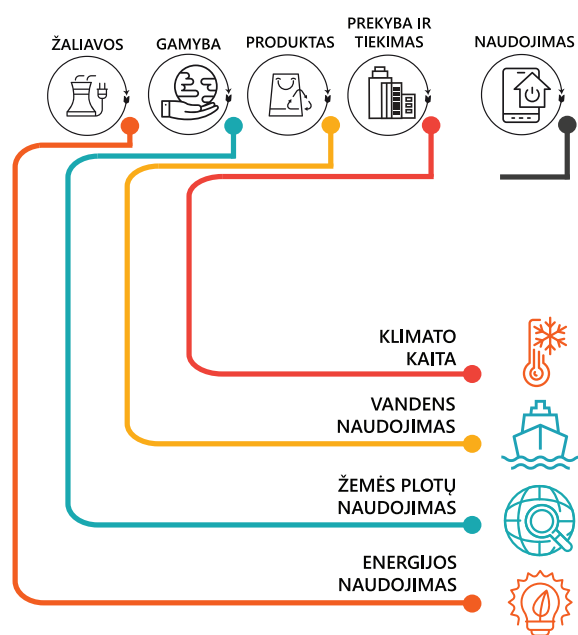 ŽALIAVOS
GAMYBA
PRODUKTAS
PREKYBA IR
TIEKIMAS
NAUDOJIMAS
KLIMATO
KAITA
VANDENS
NAUDOJIMAS
ŽEMĖS PLOTŲ
NAUDOJIMAS
ENERGIJOS
NAUDOJIMAS